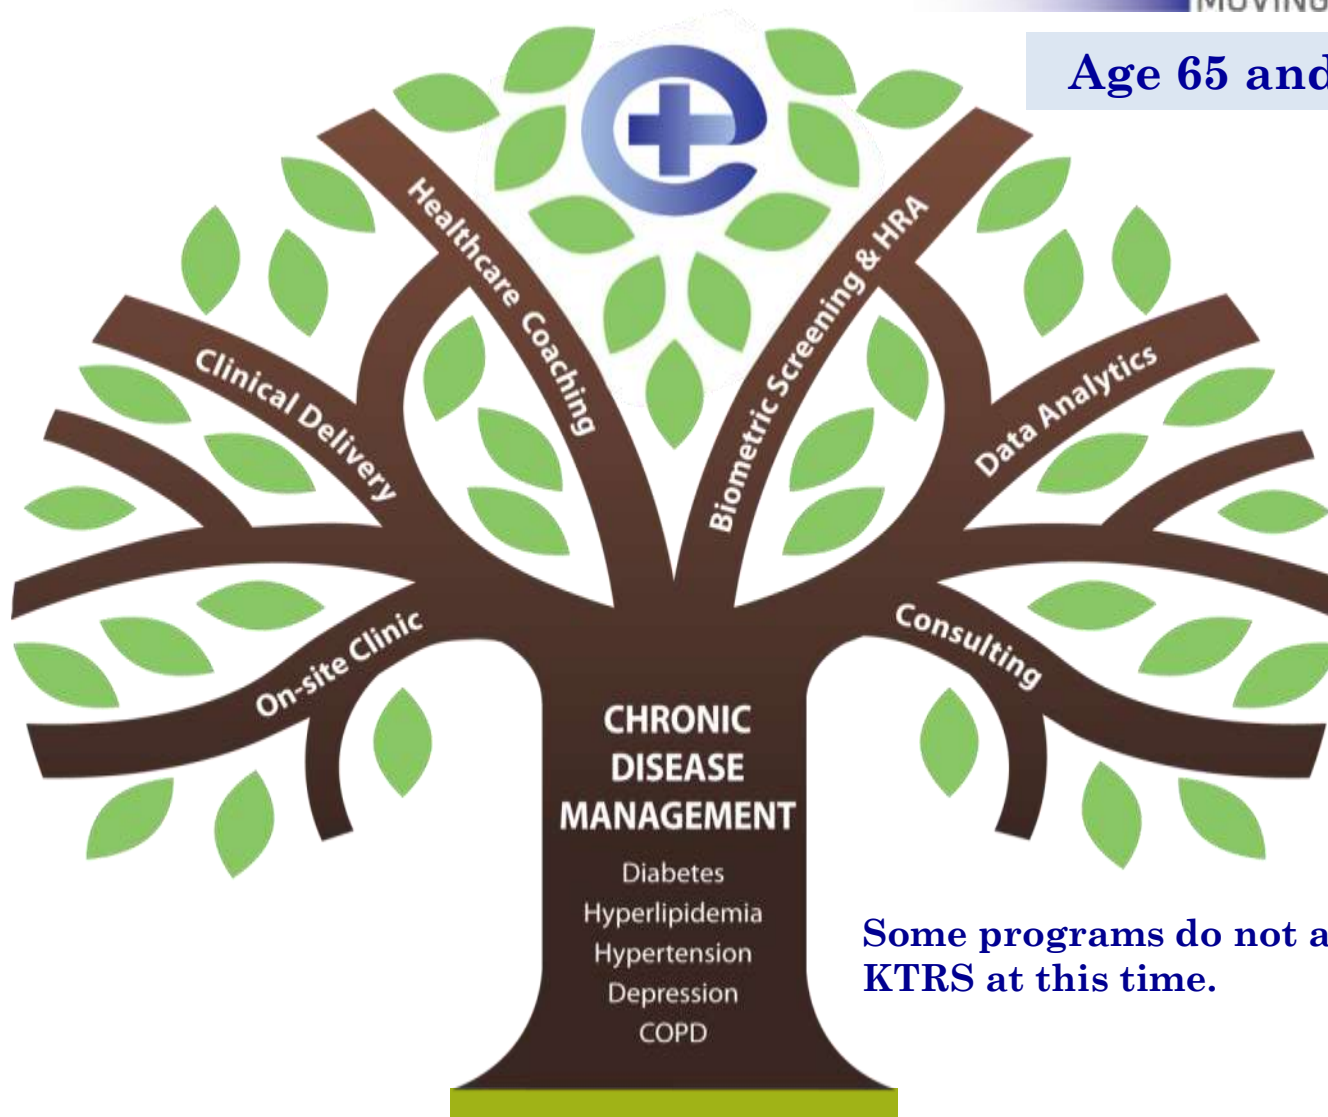 MOVING
Age 65 and
Healthcare Coaching
Biometric Screening & HRA
Clinical Delivery
Data Analytics
On-site Clinic
Consulting
CHRONIC
DISEASE
MANAGEMENT
Diabetes
Hyperlipidemia
Hypertension
Depression
COPD
Some programs do not a
KTRS at this time.